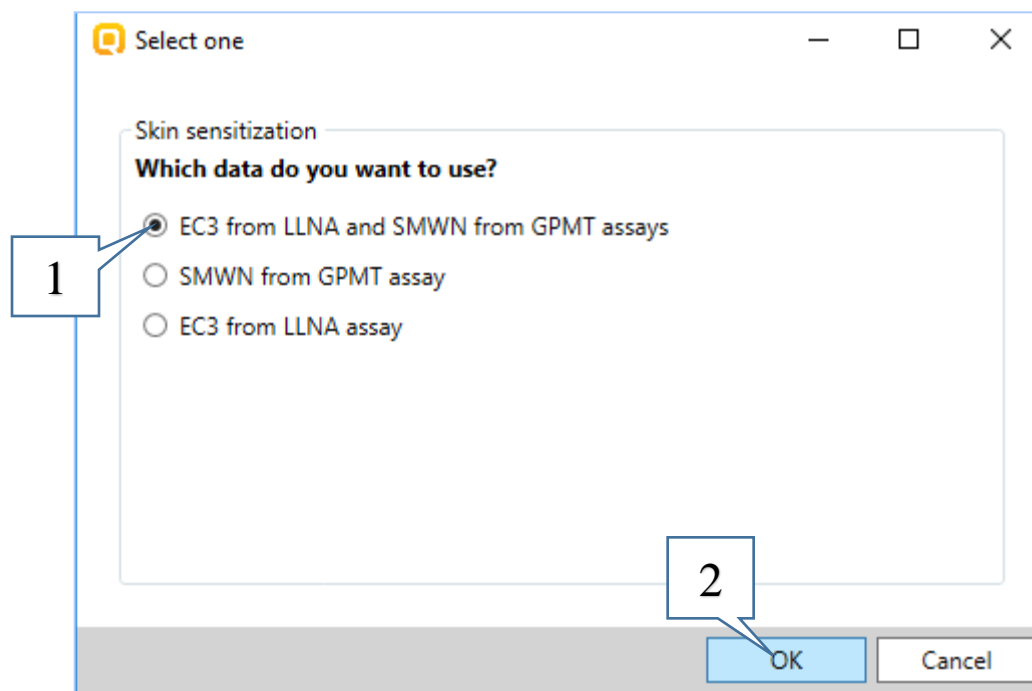 Select one
Skin sensitization
Which data do you want to use?
EC3 from LLNA and SMWN from GPMT assays
1
SMWN from GPMT assay
EC3 from LLNA assay
2
OK
Cancel